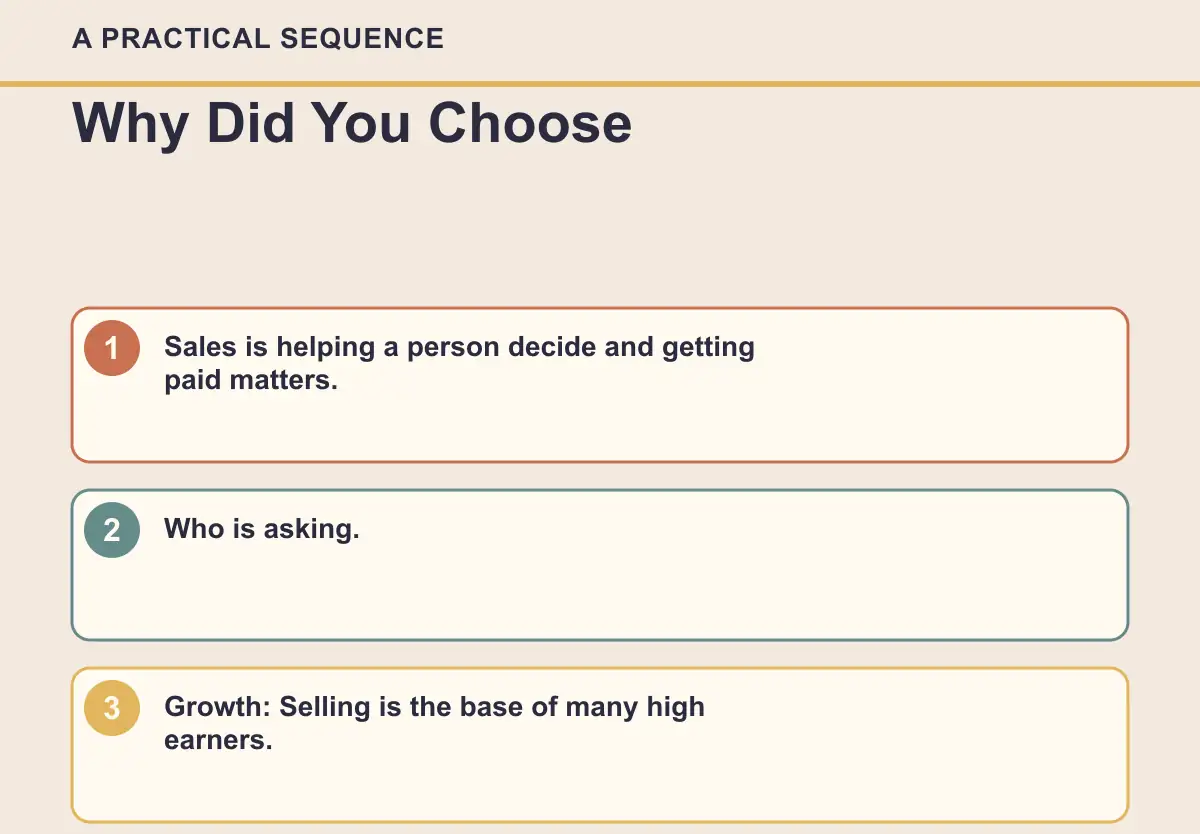 A PRACTICAL SEQUENCE
Why Did You Choose
1
Sales is helping a person decide and getting
paid matters.
2
Who is asking.
3
Growth: Selling is the base of many high
earners.